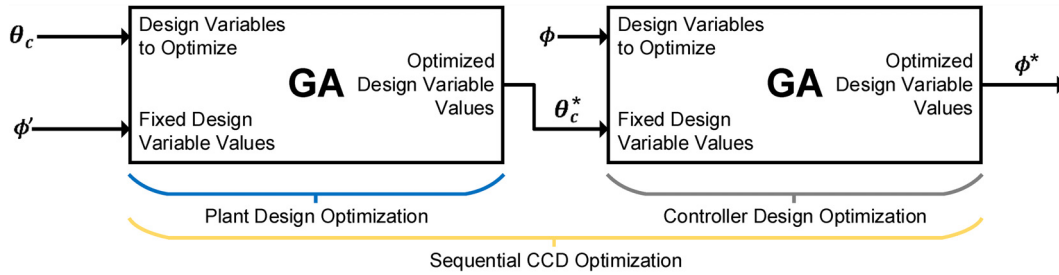 θc
Design Variables
to Optimize
GA
Optimized
Design Variable
Values
ϕ′
Fixed Design
Variable Values
θc*
ϕ
Design Variables
to Optimize
GA
Optimized
Design Variable
Values
Fixed Design
Variable Values
ϕ*
Plant Design Optimization
Controller Design Optimization
Sequential CCD Optimization